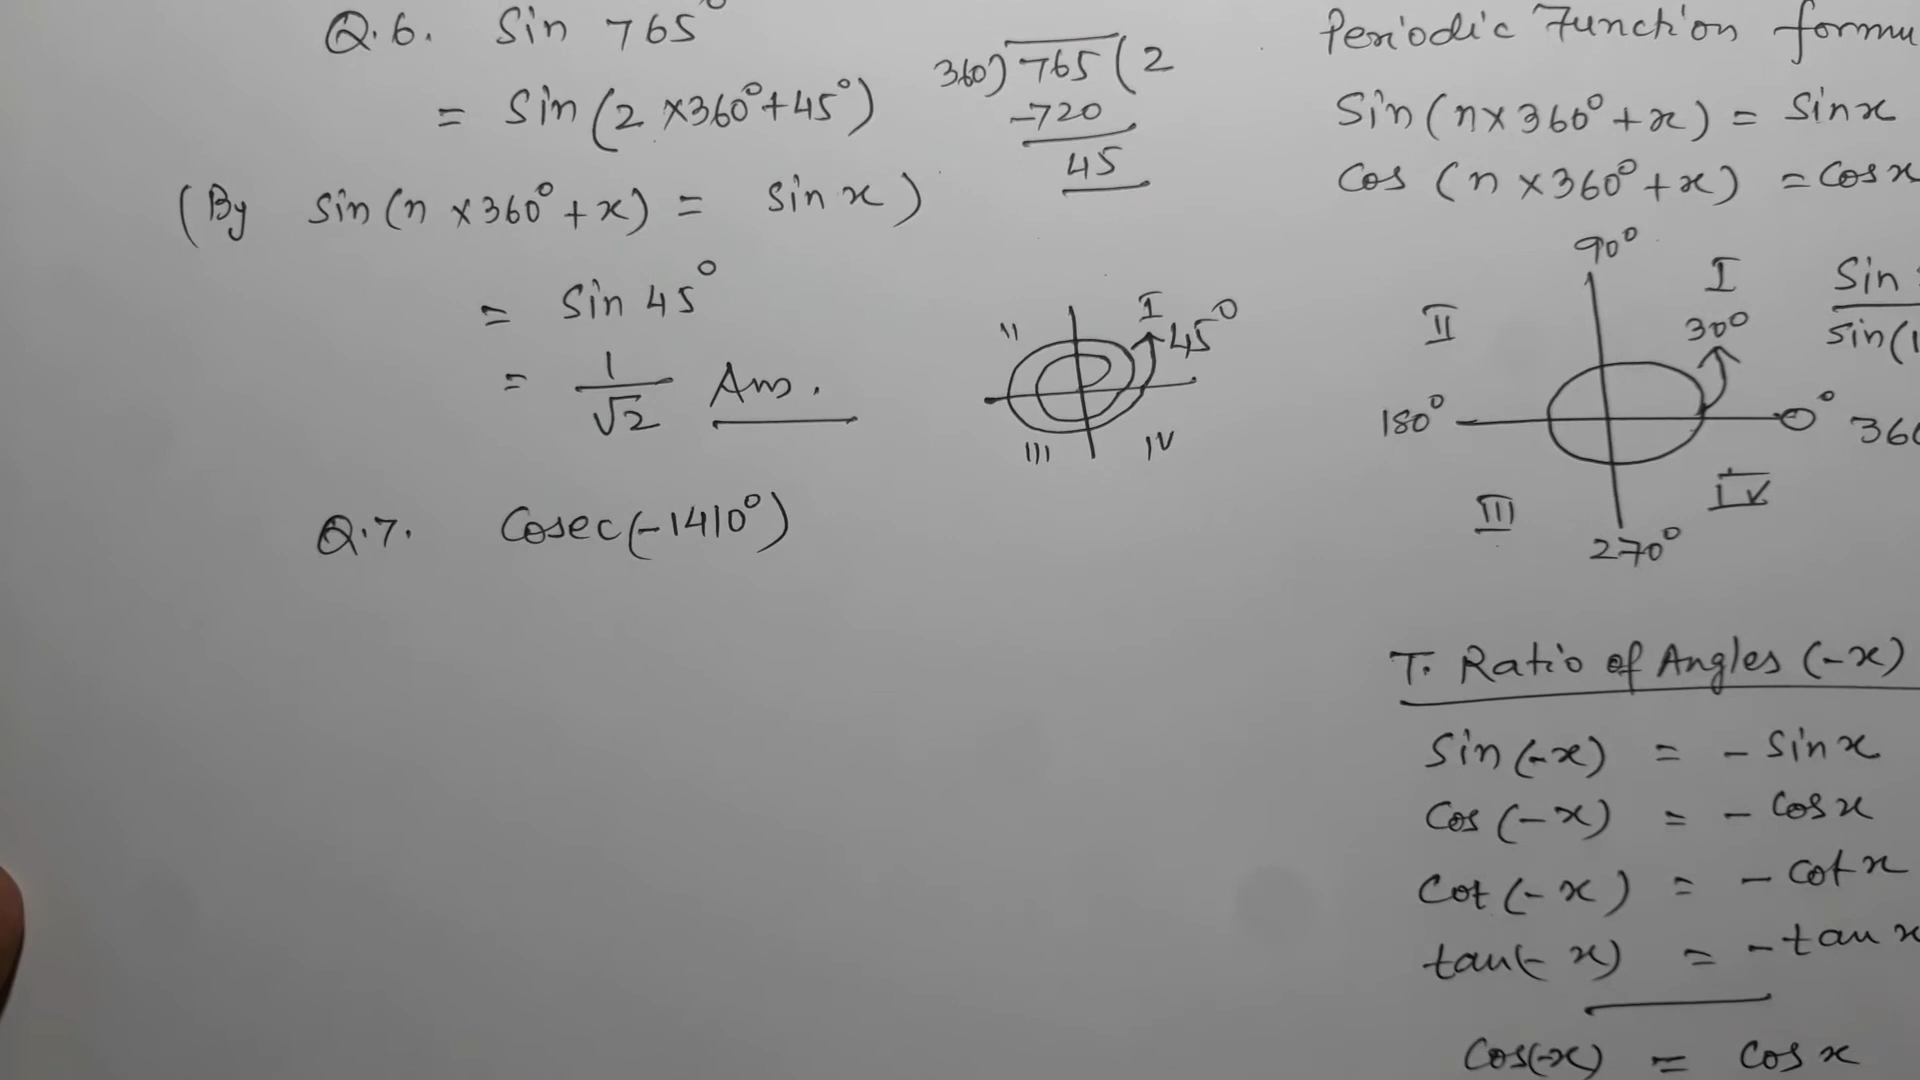 Q.6. Sin 765°
= Sin (2 ×360°+45°)
(By Sin (n ×360° + x) = Sin x)
= Sin 45°
= 1/√2 Ans.
360) 765 (2
-720
45
II I 45°
III IV
Q.7. Cosec (-1410°)
Periodic Function formu
Sin (n× 360° + x) = Sin x
Cos (n ×360° + x) = Cos x
90°
II I 30°
180° 0° 360
III IV
270°
Sin
Sin (1
T. Ratio of Angles (-x)
Sin (-x) = - Sin x
Cos (-x) = - Cos x
Cot (-x) = - Cot x
tan (- x) = - tan x
Cos(-x) = Cos x